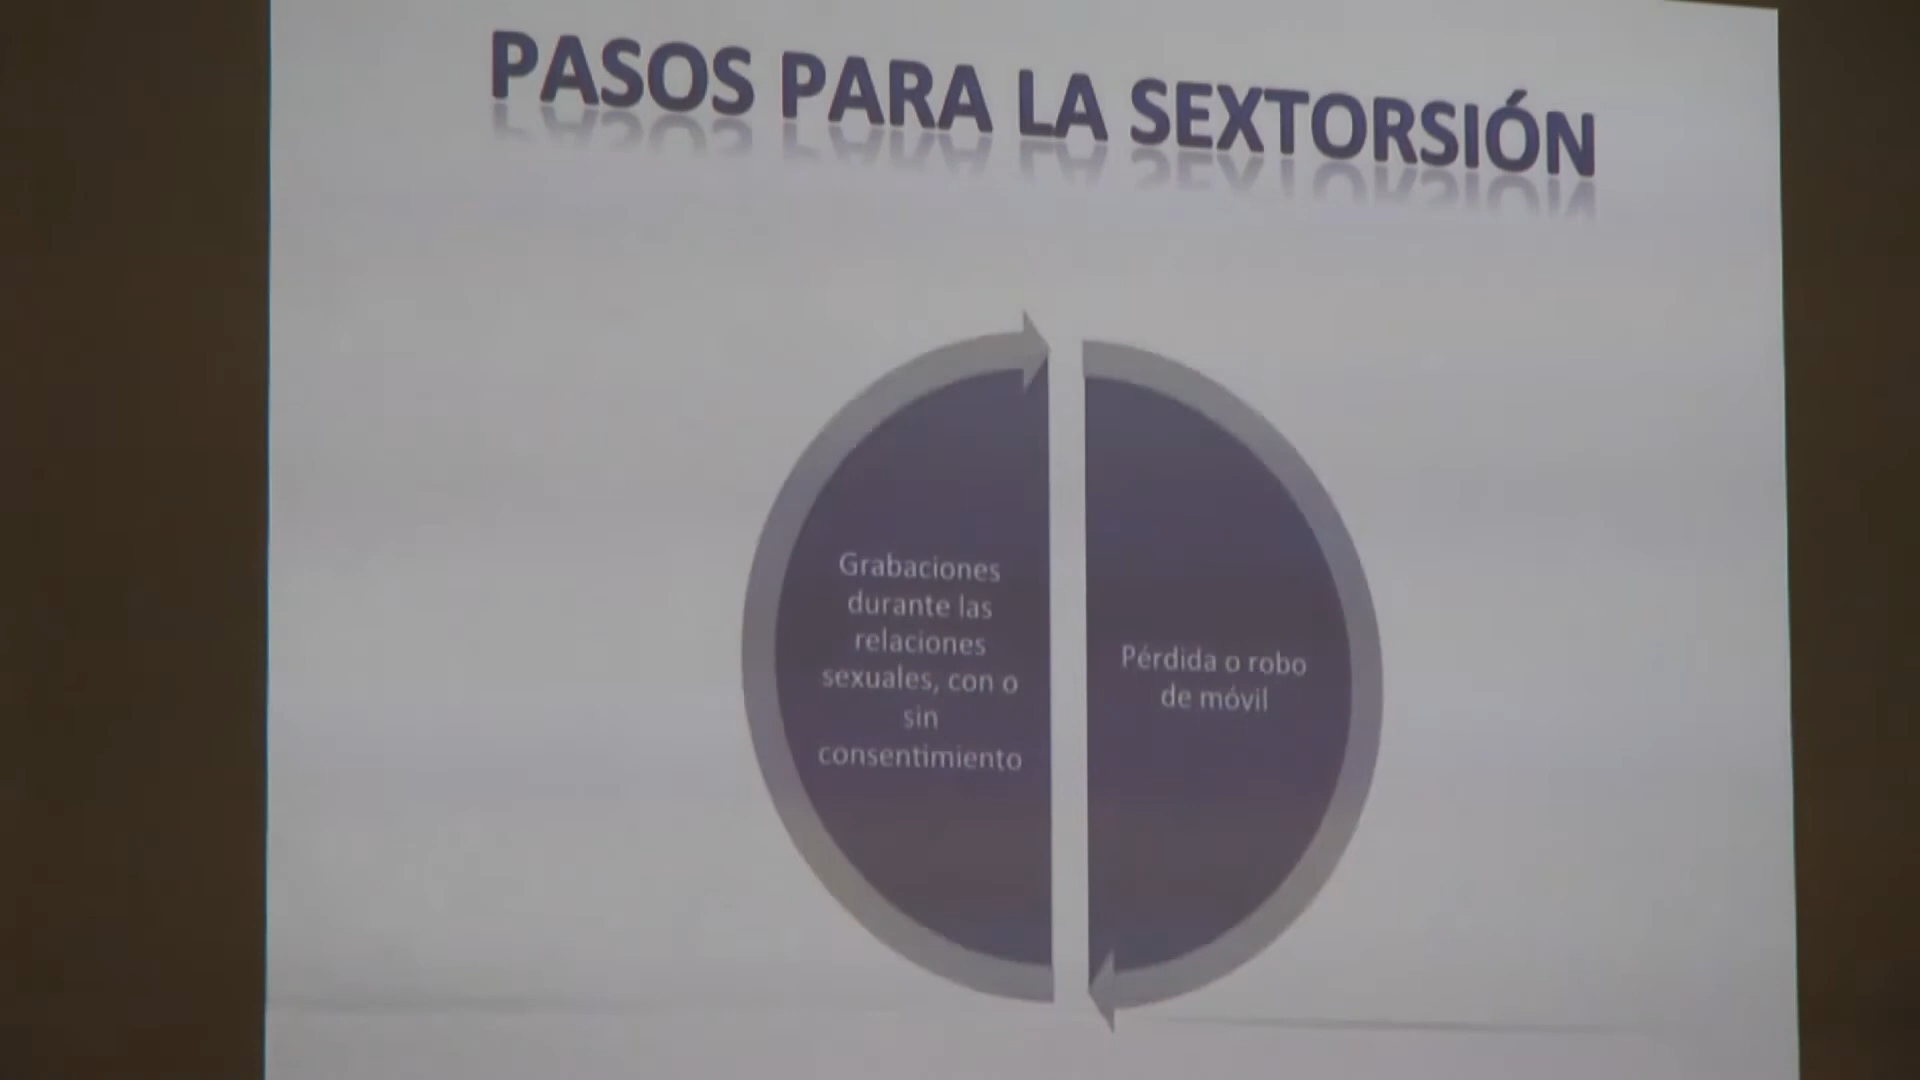 PASOS PARA LA SEXTORSIÓN
Grabaciones
durante las
relaciones
sexuales, con o
sin
consentimiento
Pérdida o robo
de móvil